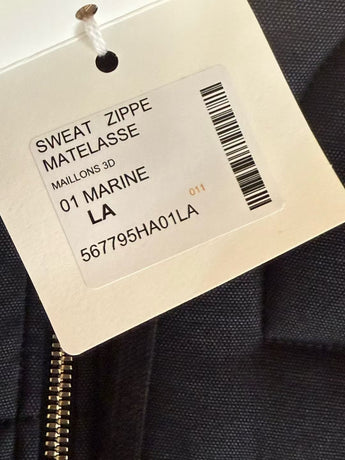 SWEAT ZIPPE
MATELASSE
MAILLONS 3D
01 MARINE
011
LA
567795HA01LA